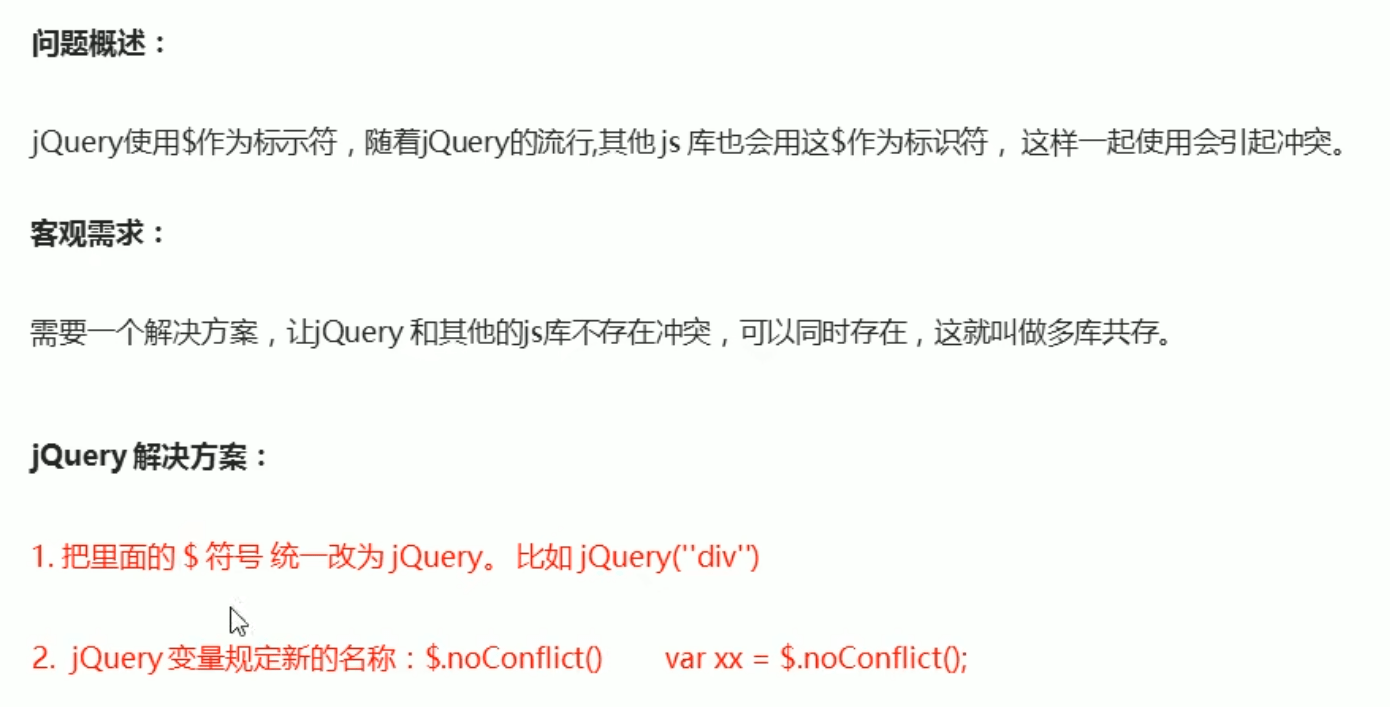 问题概述：
jQuery使用$作为标示符，随着jQuery的流行,其他 js 库也会用这$作为标识符， 这样一起使用会引起冲突。
客观需求：
需要一个解决方案，让jQuery 和其他的js库不存在冲突，可以同时存在，这就叫做多库共存。
jQuery 解决方案：
1. 把里面的 $ 符号 统一改为 jQuery。 比如 jQuery(''div'')
2. jQuery 变量规定新的名称：$.noConflict() var xx = $.noConflict();